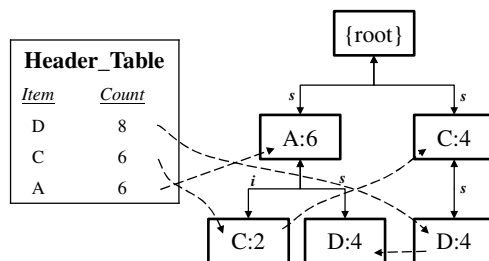 {root}
Header_Table
Item Count
D 8
C 6
A 6
s s
A:6 C:4
i s s
C:2 D:4 D:4